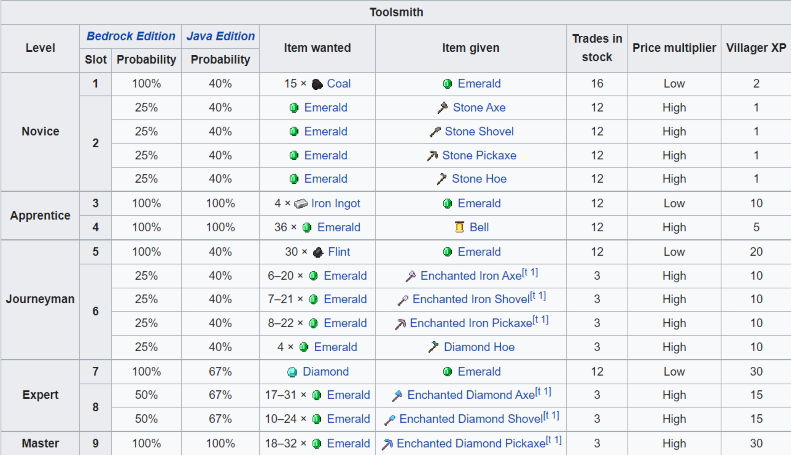 Toolsmith
Level Bedrock Edition Java Edition Item wanted Item given Trades in stock Price multiplier Villager XP
Slot Probability Probability
Novice 1 100% 40% 15 × Coal Emerald 16 Low 2
2 25% 40% Emerald Stone Axe 12 High 1
25% 40% Emerald Stone Shovel 12 High 1
25% 40% Emerald Stone Pickaxe 12 High 1
25% 40% Emerald Stone Hoe 12 High 1
Apprentice 3 100% 100% 4 × Iron Ingot Emerald 12 Low 10
4 100% 100% 36 × Emerald Bell 12 High 5
Journeyman 5 100% 40% 30 × Flint Emerald 12 Low 20
6 25% 40% 6–20 × Emerald Enchanted Iron Axe[t 1] 3 High 10
25% 40% 7–21 × Emerald Enchanted Iron Shovel[t 1] 3 High 10
25% 40% 8–22 × Emerald Enchanted Iron Pickaxe[t 1] 3 High 10
25% 40% 4 × Emerald Diamond Hoe 3 High 10
Expert 7 100% 67% Diamond Emerald 12 Low 30
8 50% 67% 17–31 × Emerald Enchanted Diamond Axe[t 1] 3 High 15
50% 67% 10–24 × Emerald Enchanted Diamond Shovel[t 1] 3 High 15
Master 9 100% 100% 18–32 × Emerald Enchanted Diamond Pickaxe[t 1] 3 High 30